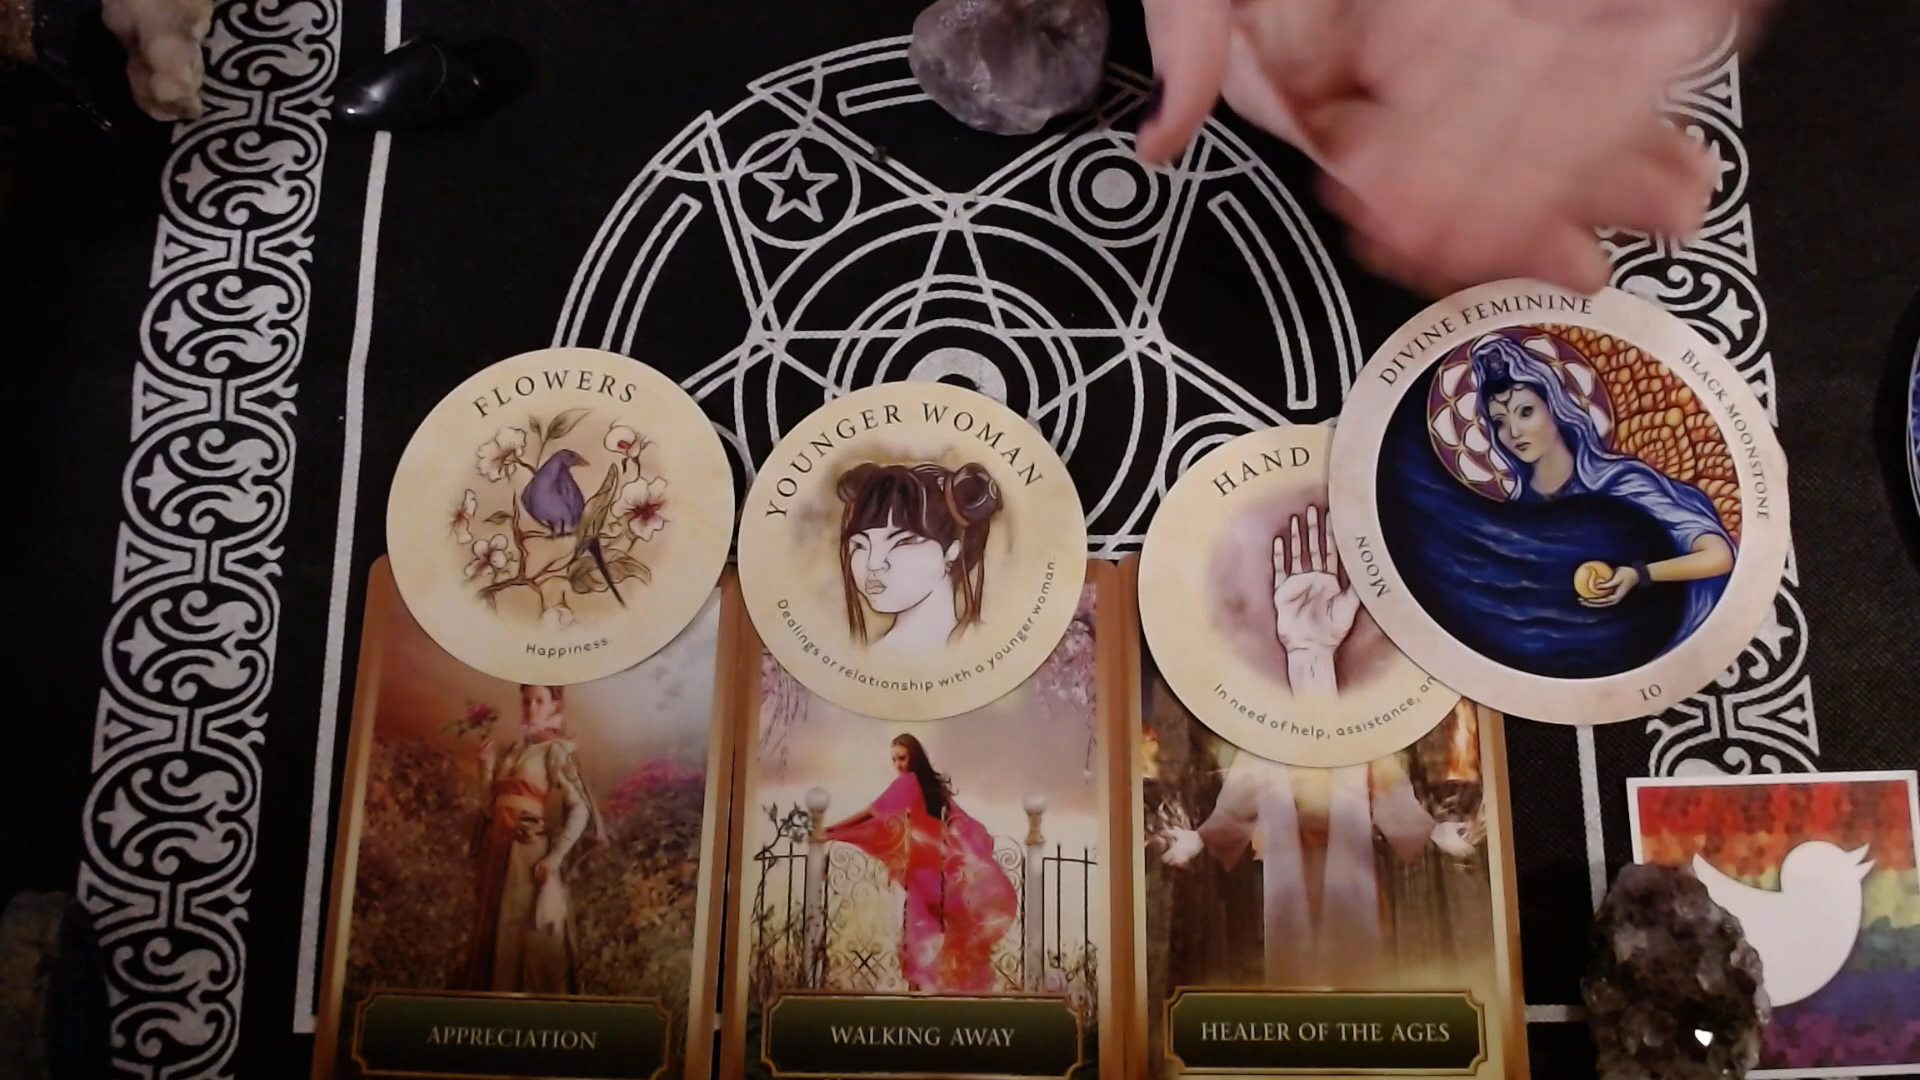 FLOWERS
Happiness.
YOUNGER WOMAN
Dealings or relationship with a younger woman.
HAND
In need of help, assistance,
DIVINE FEMININE
BLACK MOONSTONE
MOON
10
APPRECIATION
WALKING AWAY
HEALER OF THE AGES